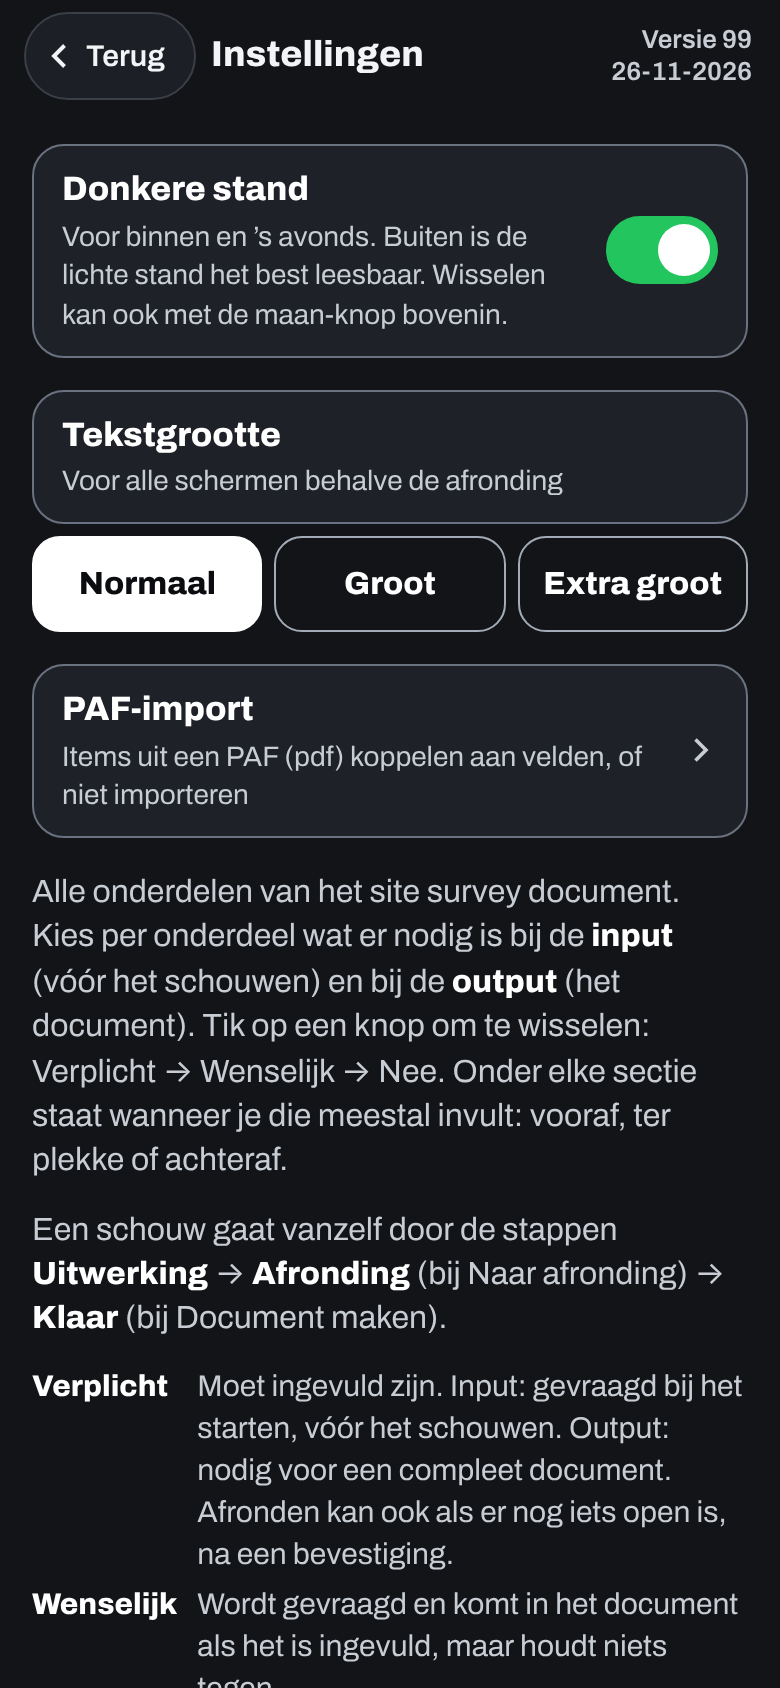 Terug
Instellingen
Versie 99
26-11-2026
Donkere stand
Voor binnen en ’s avonds. Buiten is de
lichte stand het best leesbaar. Wisselen
kan ook met de maan-knop bovenin.
Tekstgrootte
Voor alle schermen behalve de afronding
Normaal
Groot
Extra groot
PAF-import
Items uit een PAF (pdf) koppelen aan velden, of
niet importeren
Alle onderdelen van het site survey document.
Kies per onderdeel wat er nodig is bij de input
(vóór het schouwen) en bij de output (het
document). Tik op een knop om te wisselen:
Verplicht → Wenselijk → Nee. Onder elke sectie
staat wanneer je die meestal invult: vooraf, ter
plekke of achteraf.
Een schouw gaat vanzelf door de stappen
Uitwerking → Afronding (bij Naar afronding) →
Klaar (bij Document maken).
Verplicht Moet ingevuld zijn. Input: gevraagd bij het
starten, vóór het schouwen. Output:
nodig voor een compleet document.
Afronden kan ook als er nog iets open is,
na een bevestiging.
Wenselijk Wordt gevraagd en komt in het document
als het is ingevuld, maar houdt niets
tegen.